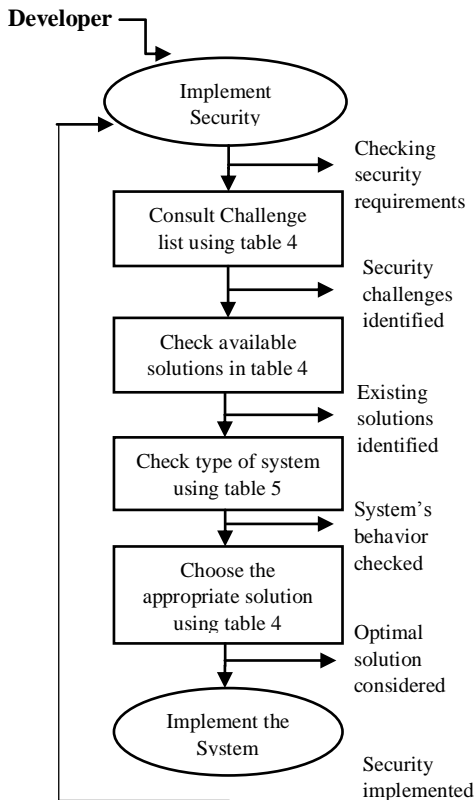 Developer
Implement
Security
Checking
security
requirements
Consult Challenge
list using table 4
Security
challenges
identified
Check available
solutions in table 4
Existing
solutions
identified
Check type of system
using table 5
System's
behavior
checked
Choose the
appropriate solution
using table 4
Optimal
solution
considered
Implement the
System
Security
implemented